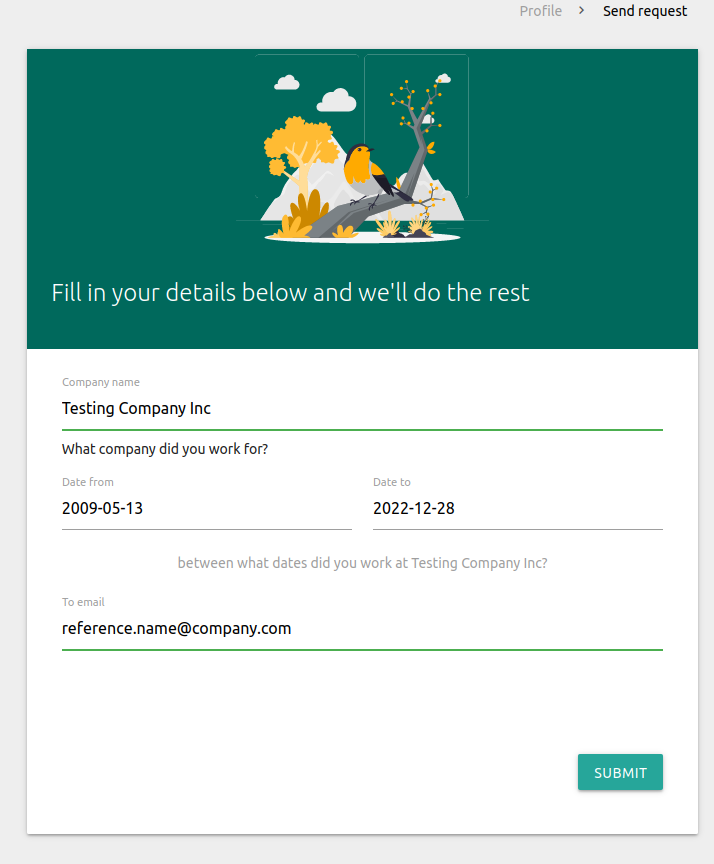 Profile > Send request
Fill in your details below and we'll do the rest
Company name
Testing Company Inc
What company did you work for?
Date from Date to
2009-05-13 2022-12-28
between what dates did you work at Testing Company Inc?
To email
reference.name@company.com
SUBMIT